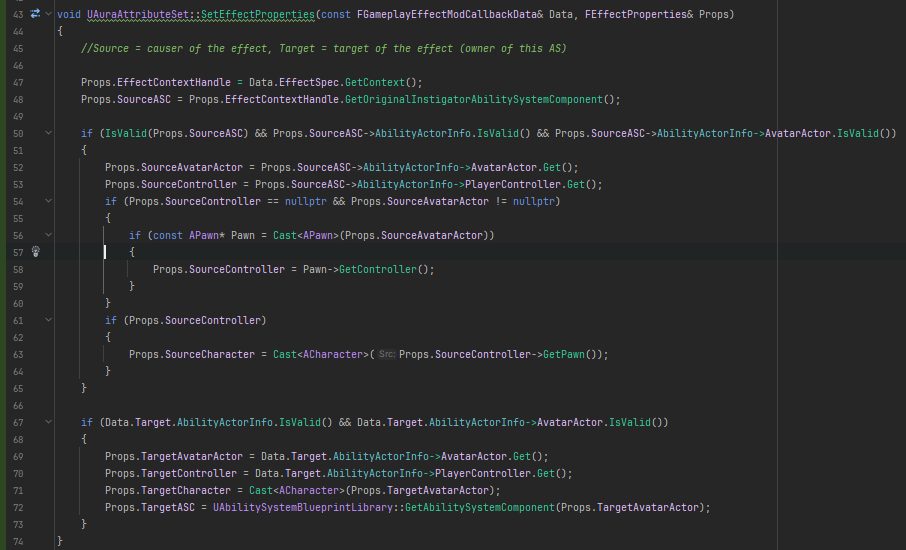 43 void UAuraAttributeSet::SetEffectProperties(const FGameplayEffectModCallbackData& Data, FEffectProperties& Props)
44 {
45 //Source = causer of the effect, Target = target of the effect (owner of this AS)
46
47 Props.EffectContextHandle = Data.EffectSpec.GetContext();
48 Props.SourceASC = Props.EffectContextHandle.GetOriginalInstigatorAbilitySystemComponent();
49
50 if (IsValid(Props.SourceASC) && Props.SourceASC->AbilityActorInfo.IsValid() && Props.SourceASC->AbilityActorInfo->AvatarActor.IsValid())
51 {
52 Props.SourceAvatarActor = Props.SourceASC->AbilityActorInfo->AvatarActor.Get();
53 Props.SourceController = Props.SourceASC->AbilityActorInfo->PlayerController.Get();
54 if (Props.SourceController == nullptr && Props.SourceAvatarActor != nullptr)
55 {
56 if (const APawn* Pawn = Cast<APawn>(Props.SourceAvatarActor))
57 {
58 Props.SourceController = Pawn->GetController();
59 }
60 }
61 if (Props.SourceController)
62 {
63 Props.SourceCharacter = Cast<ACharacter>(Src: Props.SourceController->GetPawn());
64 }
65 }
66
67 if (Data.Target.AbilityActorInfo.IsValid() && Data.Target.AbilityActorInfo->AvatarActor.IsValid())
68 {
69 Props.TargetAvatarActor = Data.Target.AbilityActorInfo->AvatarActor.Get();
70 Props.TargetController = Data.Target.AbilityActorInfo->PlayerController.Get();
71 Props.TargetCharacter = Cast<ACharacter>(Props.TargetAvatarActor);
72 Props.TargetASC = UAbilitySystemBlueprintLibrary::GetAbilitySystemComponent(Props.TargetAvatarActor);
73 }
74 }